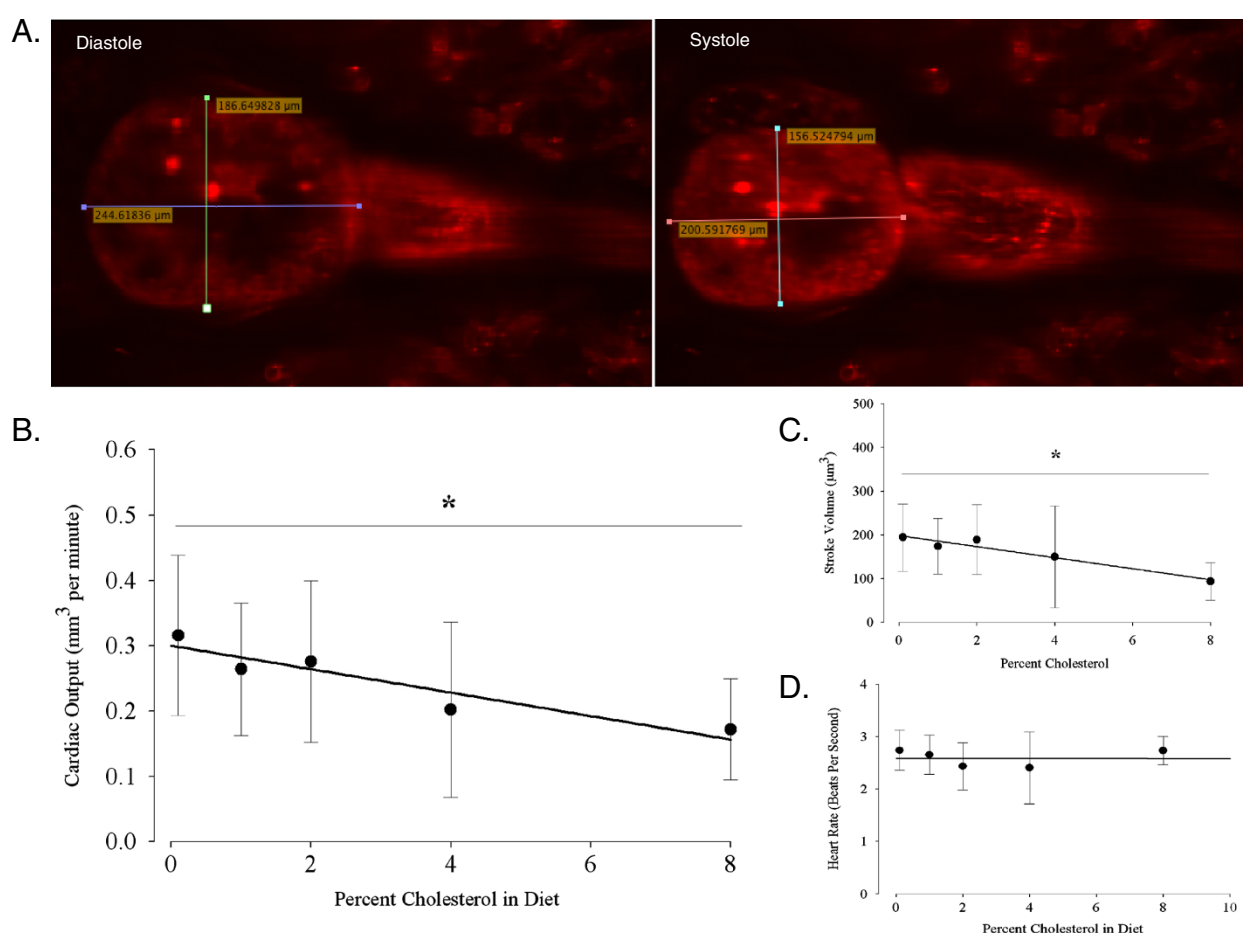 A.
Diastole
186.649828 µm
244.61836 µm
Systole
156.524794 µm
200.591769 µm
B.
0.6
0.5
0.4
0.3
0.2
0.1
0.0
Cardiac Output (mm³ per minute)
*
0 2 4 6 8
Percent Cholesterol in Diet
C.
500
400
300
200
100
0
Stroke Volume (µm³)
*
0 2 4 6 8
Percent Cholesterol
D.
4
3
2
1
0
Heart Rate (Beats Per Second)
0 2 4 6 8 10
Percent Cholesterol in Diet